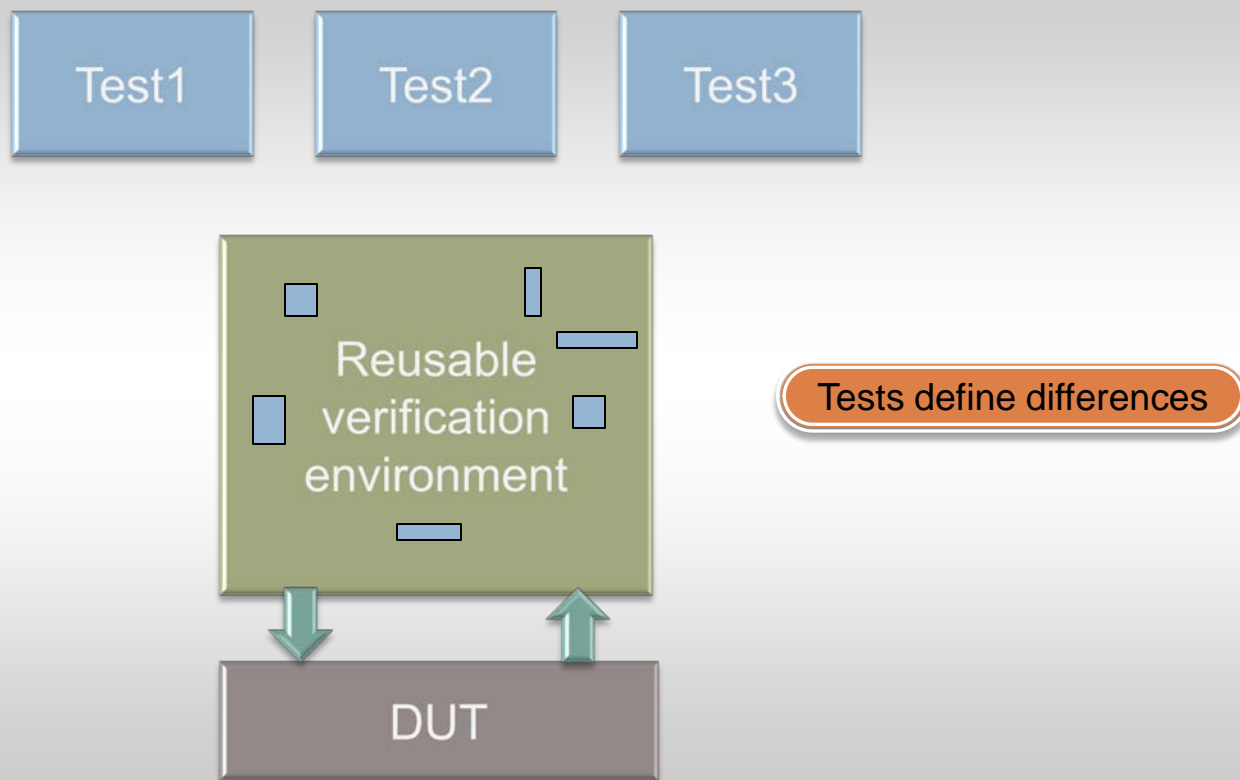 Test1
Test2
Test3
Reusable
verification
environment
Tests define differences
DUT